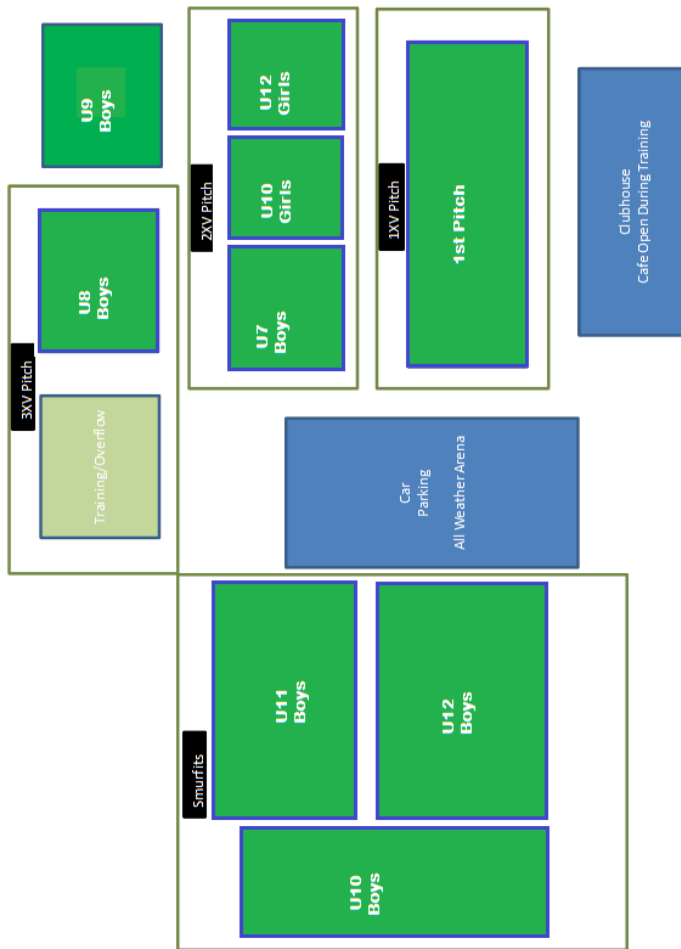 3XV Pitch
Training/Overflow
U8
Boys
U9
Boys
Smurfits
2XV Pitch
U7
Boys
U10
Girls
U12
Girls
U11
Boys
U10
Boys
1XV Pitch
Car
Parking
All Weather Arena
U12
Boys
1st Pitch
Clubhouse
Cafe Open During Training